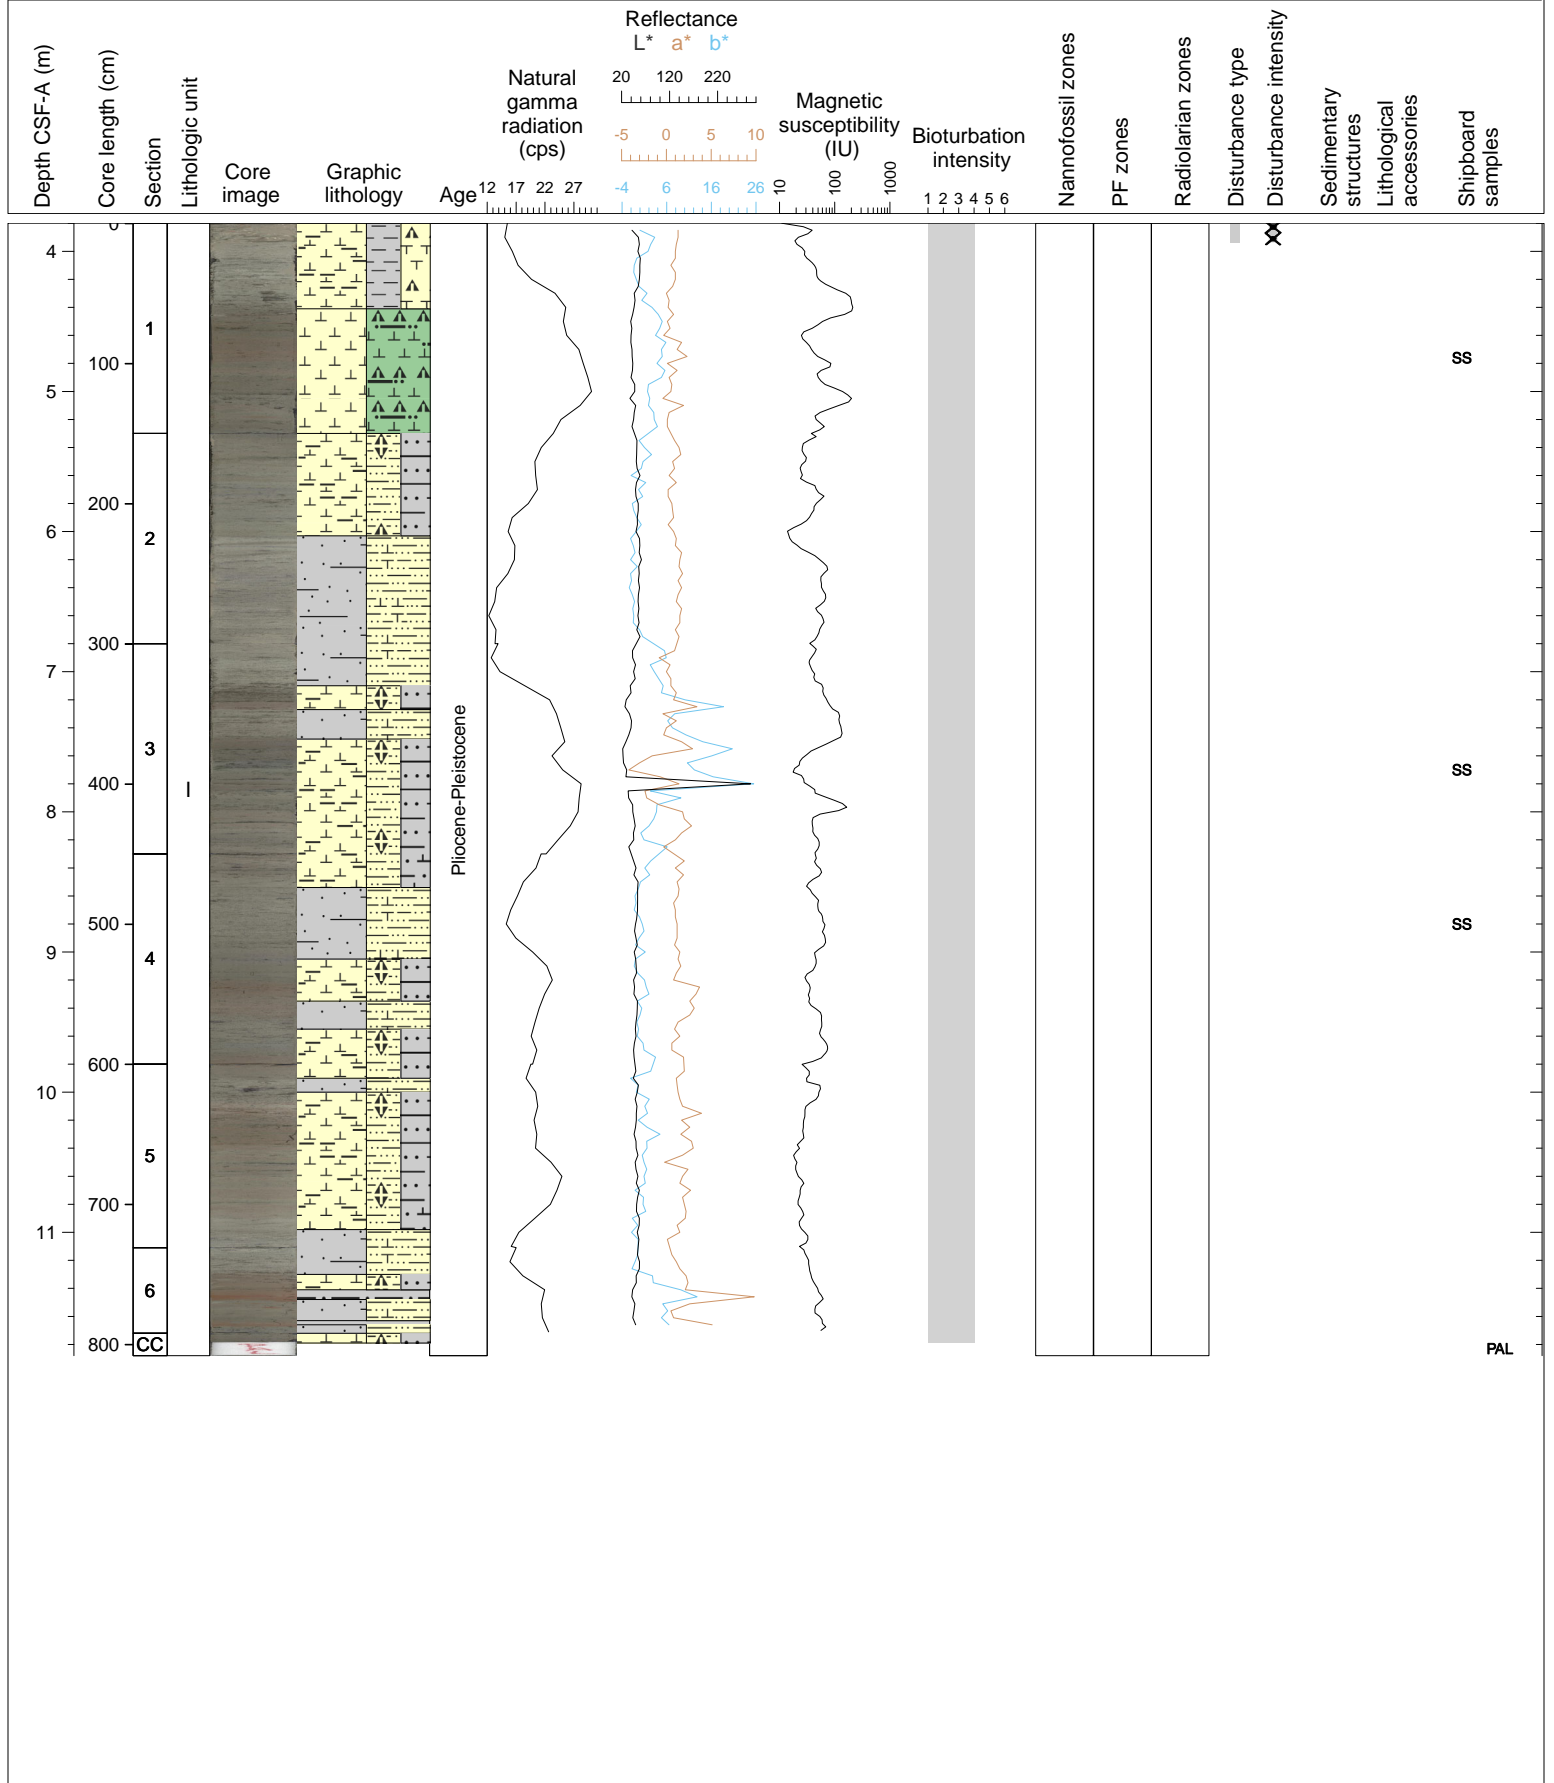 Depth CSF-A (m)
Core length (cm)
Section
Lithologic unit
Core
image
Graphic
lithology
Age
Natural
gamma
radiation
(cps)
12 17 22 27
Reflectance
L* a* b*
20 120 220
-5 0 5 10
-4 6 16 26
Magnetic
susceptibility
(IU)
10 100 1000
Bioturbation
intensity
1 2 3 4 5 6
Nannofossil zones
PF zones
Radiolarian zones
Disturbance type
Disturbance intensity
Sedimentary
structures
Lithological
accessories
Shipboard
samples
0
4
1
100
SS
5
200
6
2
300
7
Pliocene-Pleistocene
3
SS
400
I
8
500
SS
9
4
600
10
5
700
11
6
800
CC
PAL